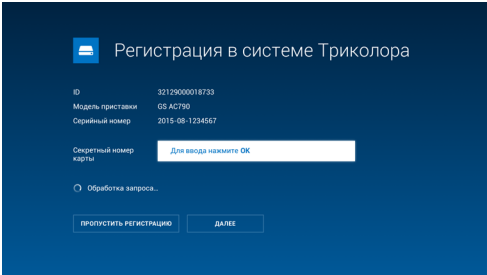 Регистрация в системе Триколора
ID 32129000018733
Модель приставки GS AC790
Серийный номер 2015-08-1234567
Секретный номер
карты
Для ввода нажмите ОК
Обработка запроса...
ПРОПУСТИТЬ РЕГИСТРАЦИЮ ДАЛЕЕ